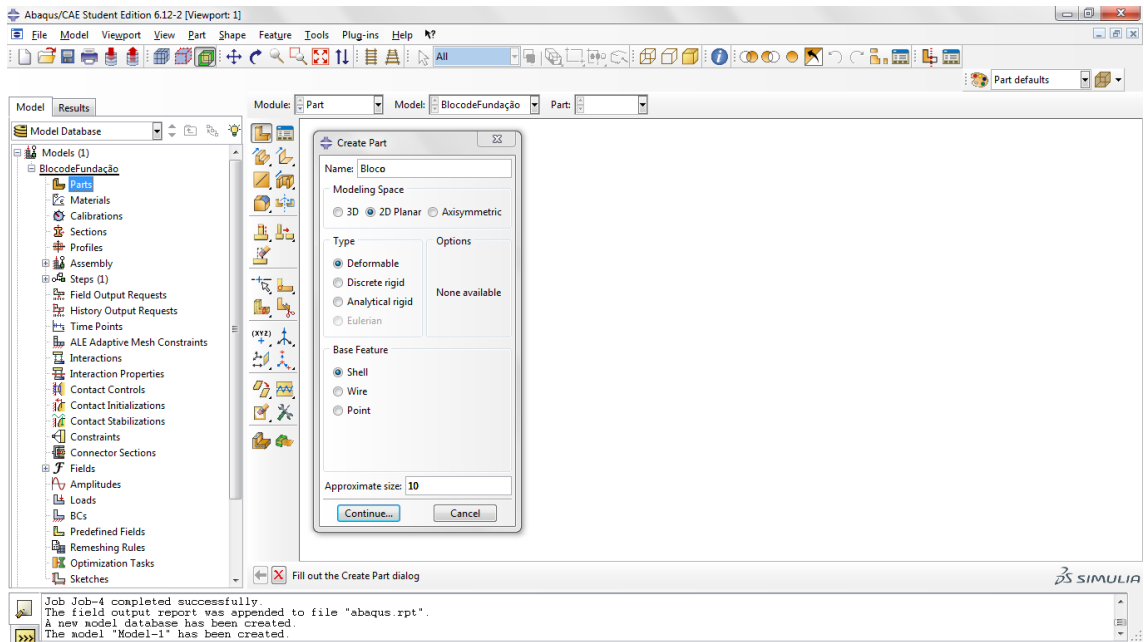 Abaqus/CAE Student Edition 6.12-2 [Viewport: 1]
File Model Viewport View Part Shape Feature Tools Plug-ins Help
All
Part defaults
Model Results
Module: Part Model: BlocodeFundação Part:
Model Database
Models (1)
BlocodeFundação
Parts
Materials
Calibrations
Sections
Profiles
Assembly
Steps (1)
Field Output Requests
History Output Requests
Time Points
ALE Adaptive Mesh Constraints
Interactions
Interaction Properties
Contact Controls
Contact Initializations
Contact Stabilizations
Constraints
Connector Sections
Fields
Amplitudes
Loads
BCs
Predefined Fields
Remeshing Rules
Optimization Tasks
Sketches
(XYZ)
Create Part
Name: Bloco
Modeling Space
3D 2D Planar Axisymmetric
Type
Deformable
Discrete rigid
Analytical rigid
Eulerian
Options
None available
Base Feature
Shell
Wire
Point
Approximate size: 10
Continue... Cancel
Fill out the Create Part dialog
SIMULIA
Job Job-4 completed successfully.
The field output report was appended to file "abaqus.rpt".
A new model database has been created.
The model "Model-1" has been created.